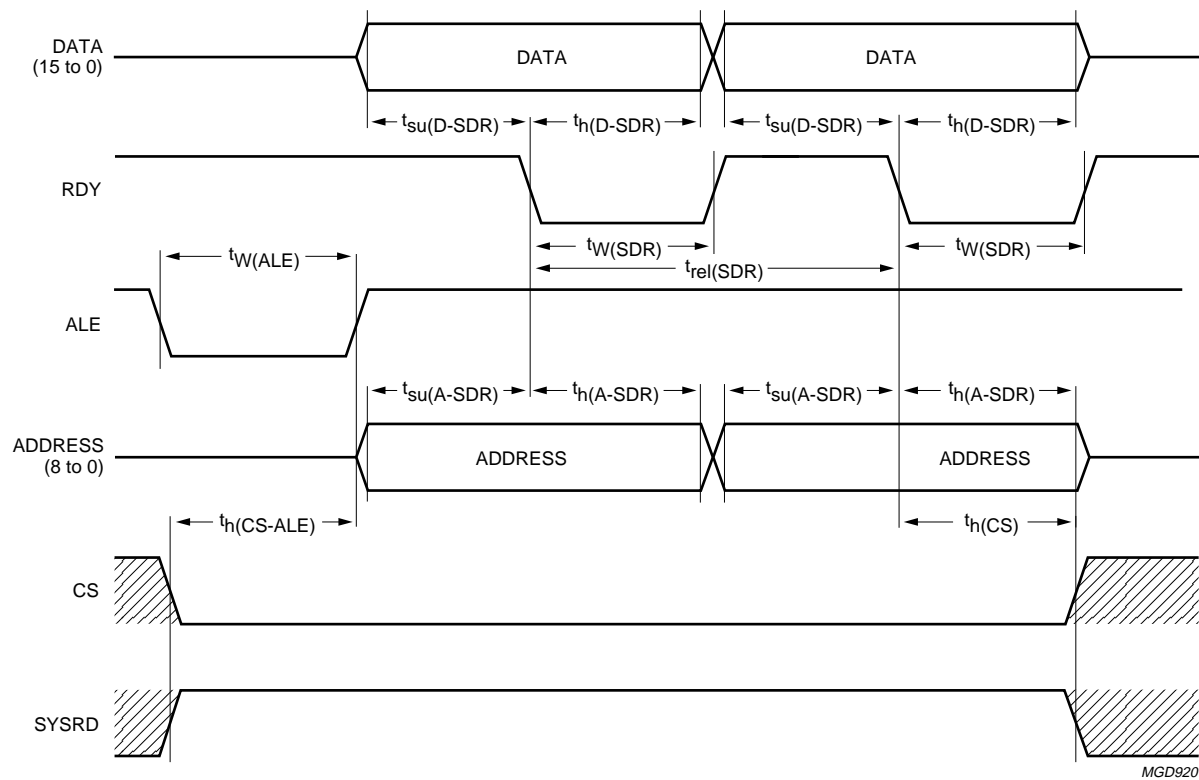 DATA
(15 to 0)
DATA
DATA
tsu(D-SDR)
th(D-SDR)
tsu(D-SDR)
th(D-SDR)
RDY
tW(SDR)
tW(SDR)
tW(ALE)
trel(SDR)
ALE
tsu(A-SDR)
th(A-SDR)
tsu(A-SDR)
th(A-SDR)
ADDRESS
(8 to 0)
ADDRESS
ADDRESS
th(CS-ALE)
th(CS)
CS
SYSRD
MGD920